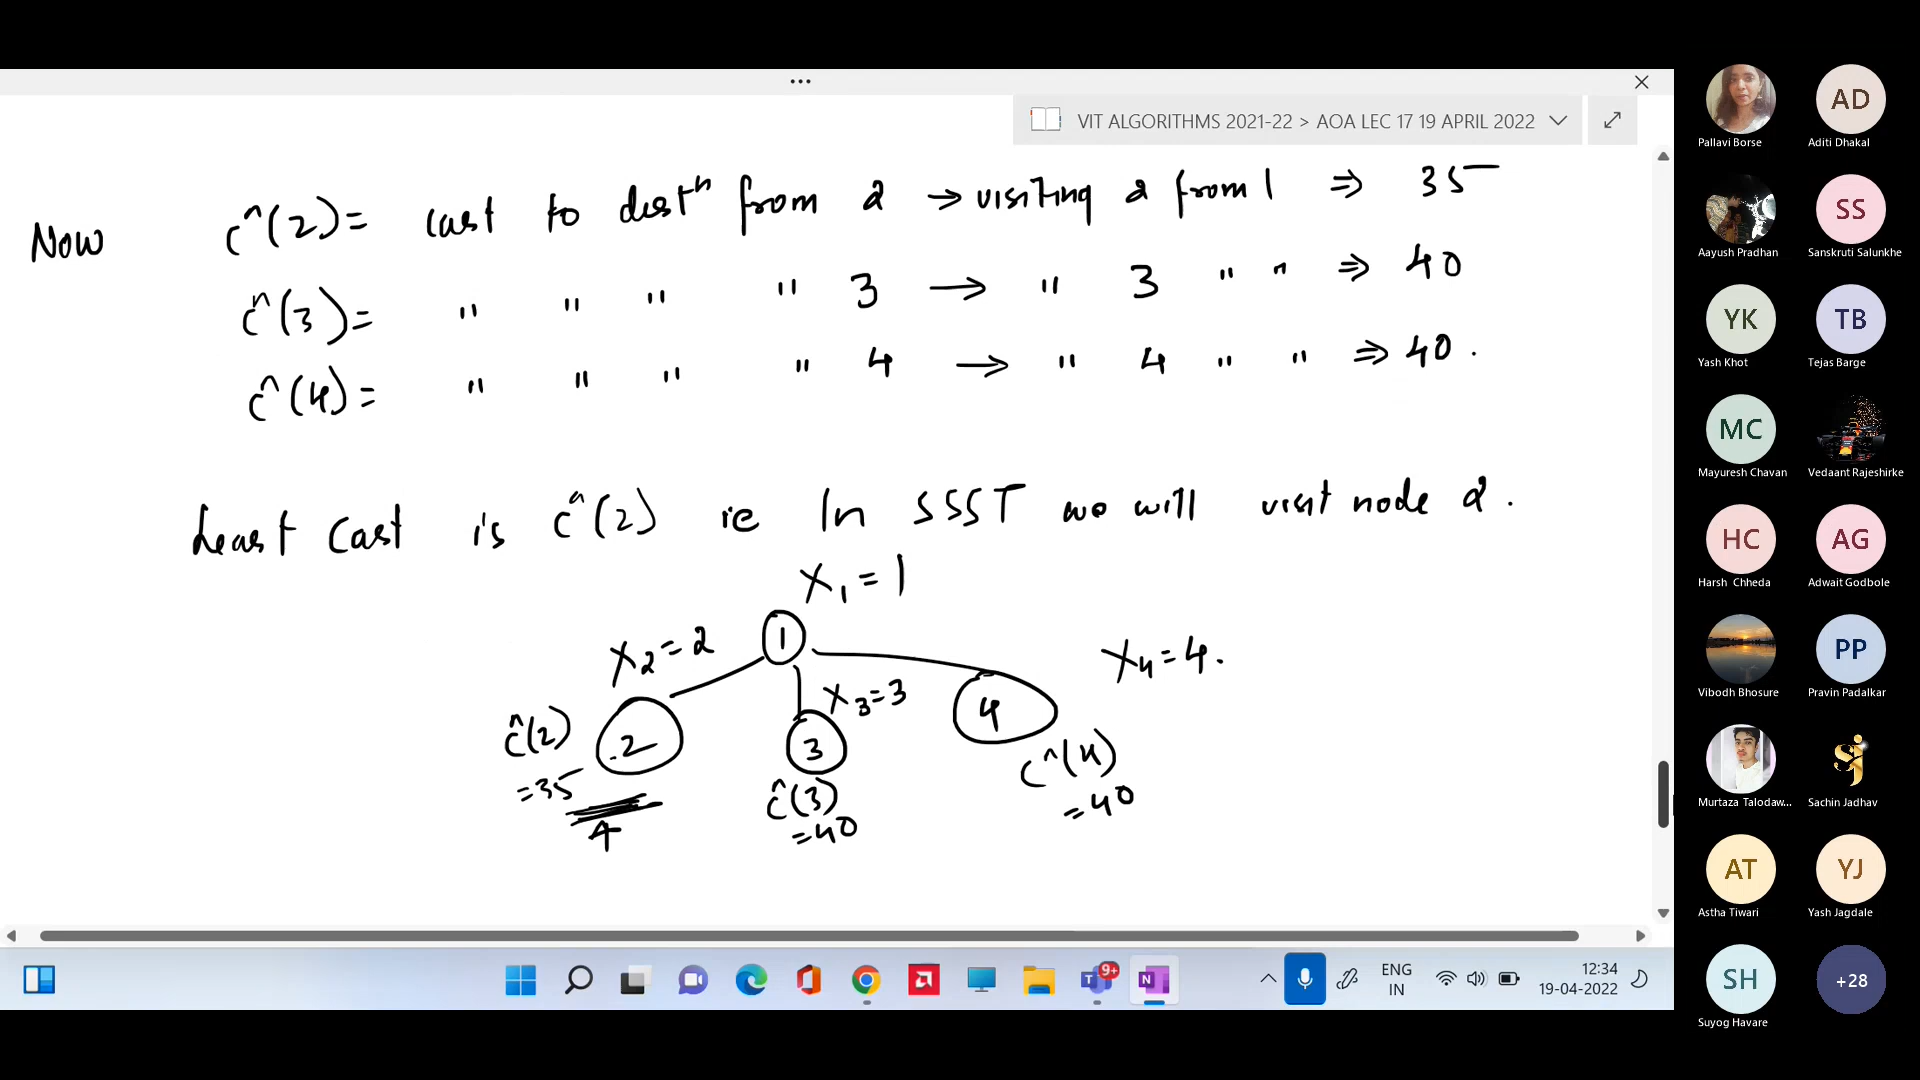 VIT ALGORITHMS 2021-22 > AOA LEC 17 19 APRIL 2022
Now ĉ(2)= cost to destⁿ from 2 → visiting 2 from 1 ⇒ 35
ĉ(3)= " " " " 3 → " 3 " " ⇒ 40
ĉ(4)= " " " " 4 → " 4 " " ⇒ 40.
Least cost is ĉ(2) ie In SSST we will visit node 2.
X₁=1
1
X₂=2
X₃=3
X₄=4.
ĉ(2) =35
2
3
4
ĉ(3) =40
ĉ(4) =40
4
Pallavi Borse
AD
Aditi Dhakal
Aayush Pradhan
SS
Sanskruti Salunkhe
YK
Yash Khot
TB
Tejas Barge
MC
Mayuresh Chavan
Vedaant Rajeshirke
HC
Harsh Chheda
AG
Adwait Godbole
Vibodh Bhosure
PP
Pravin Padalkar
Murtaza Talodaw...
Sj
Sachin Jadhav
AT
Astha Tiwari
YJ
Yash Jagdale
SH
Suyog Havare
+28
9+
T
N
ENG
IN
12:34
19-04-2022